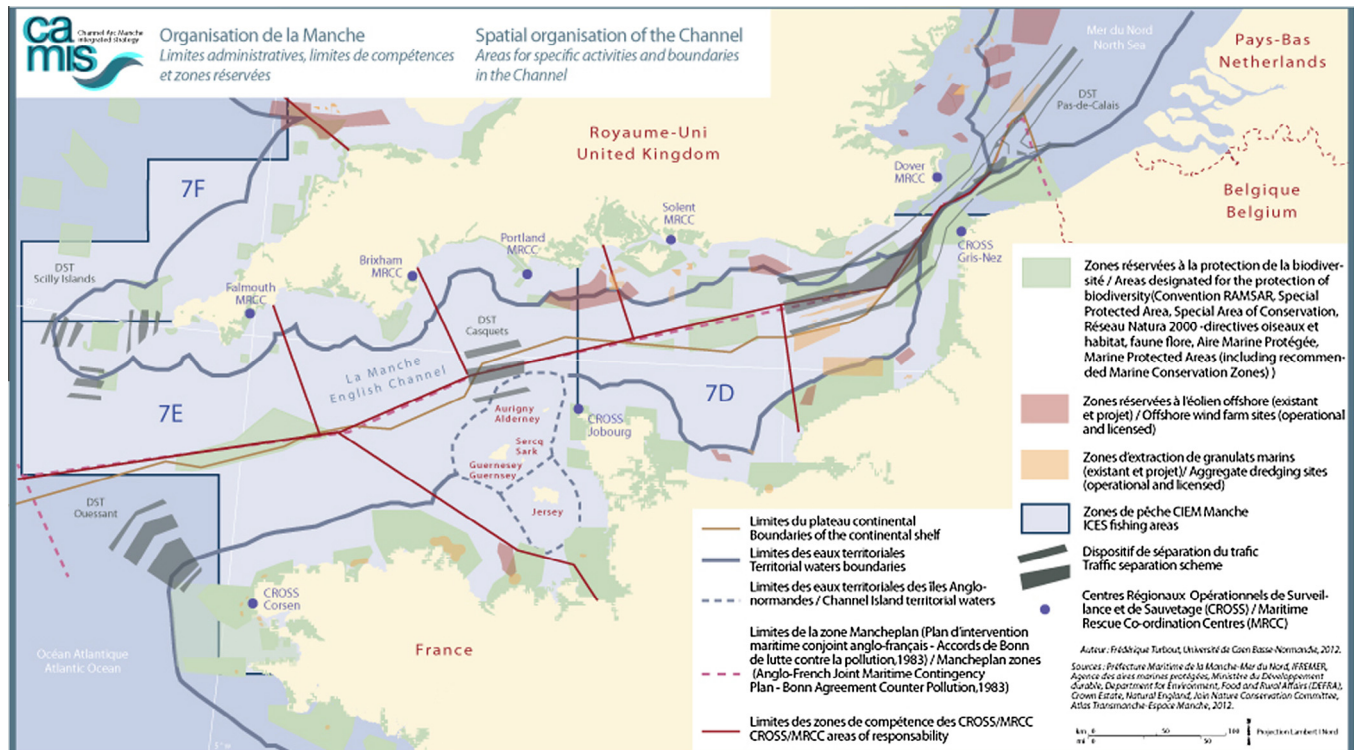 camis
Channel Arc Manche
integrated strategy
Organisation de la Manche
Limites administratives, limites de compétences
et zones réservées
Spatial organisation of the Channel
Areas for specific activities and boundaries
in the Channel
Mer du Nord
North Sea
Pays-Bas
Netherlands
DST
Pas-de-Calais
Royaume-Uni
United Kingdom
Dover
MRCC
Belgique
Belgium
7F
Solent
MRCC
Portland
MRCC
CROSS
Gris-Nez
Brixham
MRCC
DST
Scilly Islands
Falmouth
MRCC
DST
Casquets
La Manche
English Channel
7E
7D
Aurigny
Alderney
CROSS
Jobourg
Sercq
Sark
Guernesey
Guernsey
Jersey
DST
Ouessant
CROSS
Corsen
France
Océan Atlantique
Atlantic Ocean
Zones réservées à la protection de la biodiver-
sité / Areas designated for the protection of
biodiversity(Convention RAMSAR, Special
Protected Area, Special Area of Conservation,
Réseau Natura 2000 -directives oiseaux et
habitat, faune flore, Aire Marine Protégée,
Marine Protected Areas (including recommen-
ded Marine Conservation Zones) )
Zones réservées à l'éolien offshore (existant
et projet) / Offshore wind farm sites (operational
and licensed)
Zones d'extraction de granulats marins
(existant et projet)/ Aggregate dredging sites
(operational and licensed)
Zones de pêche CIEM Manche
ICES fishing areas
Dispositif de séparation du trafic
Traffic separation scheme
Centres Régionaux Opérationnels de Surveil-
lance et de Sauvetage (CROSS) / Maritime
Rescue Co-ordination Centres (MRCC)
Limites du plateau continental
Boundaries of the continental shelf
Limites des eaux territoriales
Territorial waters boundaries
Limites des eaux territoriales des îles Anglo-
normandes / Channel Island territorial waters
Limites de la zone Mancheplan (Plan d'intervention
maritime conjoint anglo-français - Accords de Bonn
de lutte contre la pollution,1983) / Mancheplan zones
(Anglo-French Joint Maritime Contingency
Plan - Bonn Agreement Counter Pollution,1983)
Limites des zones de compétence des CROSS/MRCC
CROSS/MRCC areas of responsability
Auteur : Frédérique Turbout, Université de Caen Basse-Normandie, 2012.
Sources : Préfecture Maritime de la Manche-Mer du Nord, IFREMER,
Agence des aires marines protégées, Ministère du Développement
durable, Department for Environment, Food and Rural Affairs (DEFRA),
Crown Estate, Natural England, Join Nature Conservation Committee,
Atlas Transmanche-Espace Manche, 2012.
km 0 50 100
mi 0 50
Projection Lambert I Nord